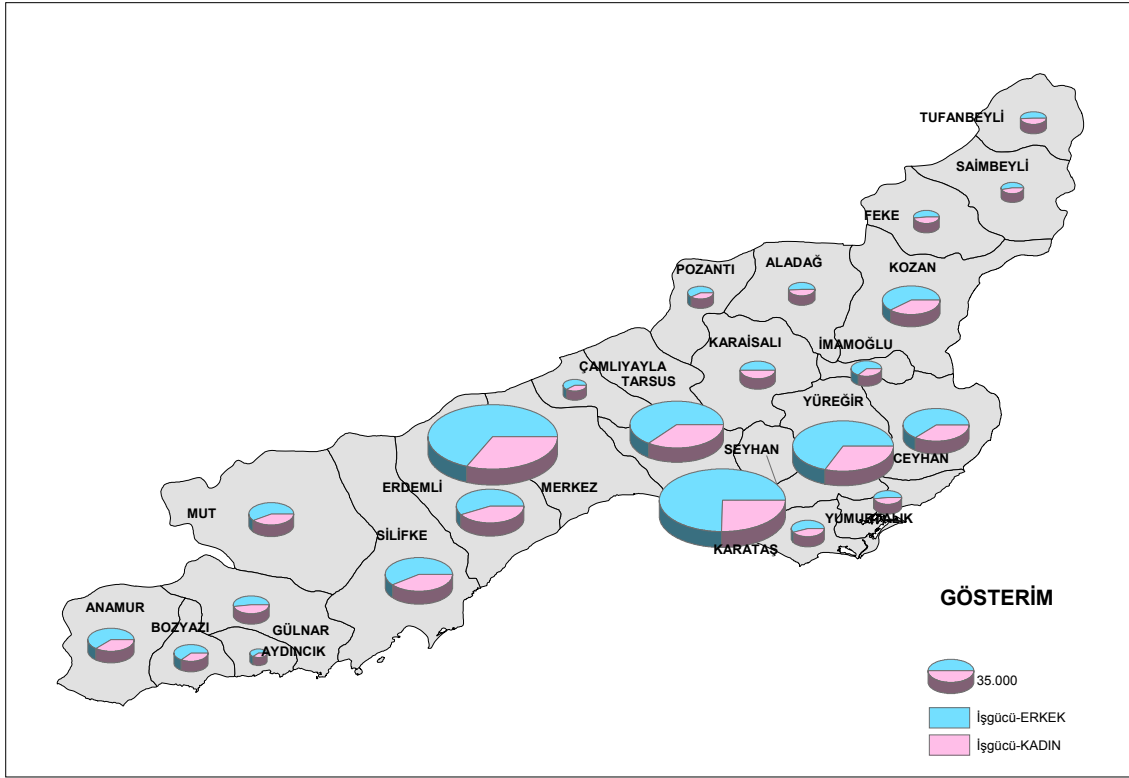 TUFANBEYLİ
SAİMBEYLİ
FEKE
POZANTI
ALADAĞ
KOZAN
KARAİSALI
İMAMOĞLU
ÇAMLIYAYLA
TARSUS
YÜREĞİR
SEYHAN
CEYHAN
ERDEMLİ
MERKEZ
MUT
SİLİFKE
YUMURTALIK
KARATAŞ
ANAMUR
BOZYAZI
GÜLNAR
AYDINCIK
GÖSTERİM
35.000
İşgücü-ERKEK
İşgücü-KADIN